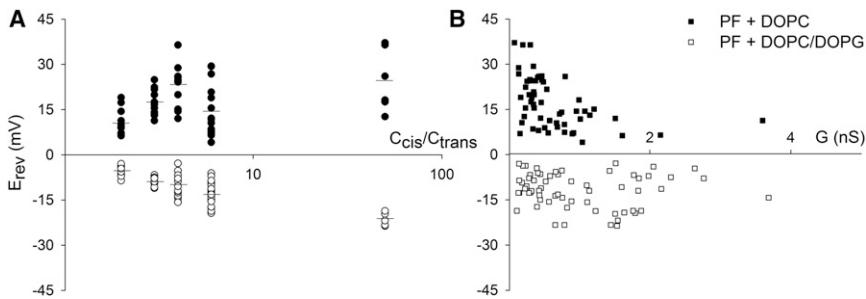 A
45
30
15
0
-15
-30
-45
E_rev (mV)
10
100
C_cis/C_trans
B
45
30
15
0
-15
-30
-45
2
4
G (nS)
PF + DOPC
PF + DOPC/DOPG